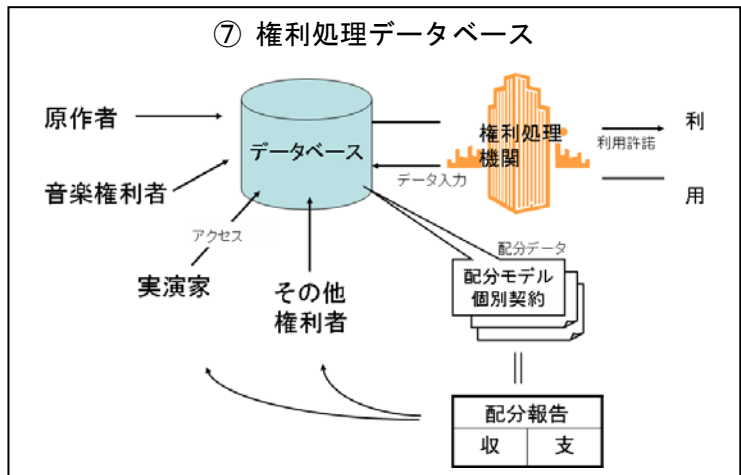 ⑦ 権利処理データベース
原作者
音楽権利者
アクセス
実演家
その他
権利者
データベース
データ入力
権利処理
機関
利用許諾
利
用
配分データ
配分モデル
個別契約
配分報告
収
支